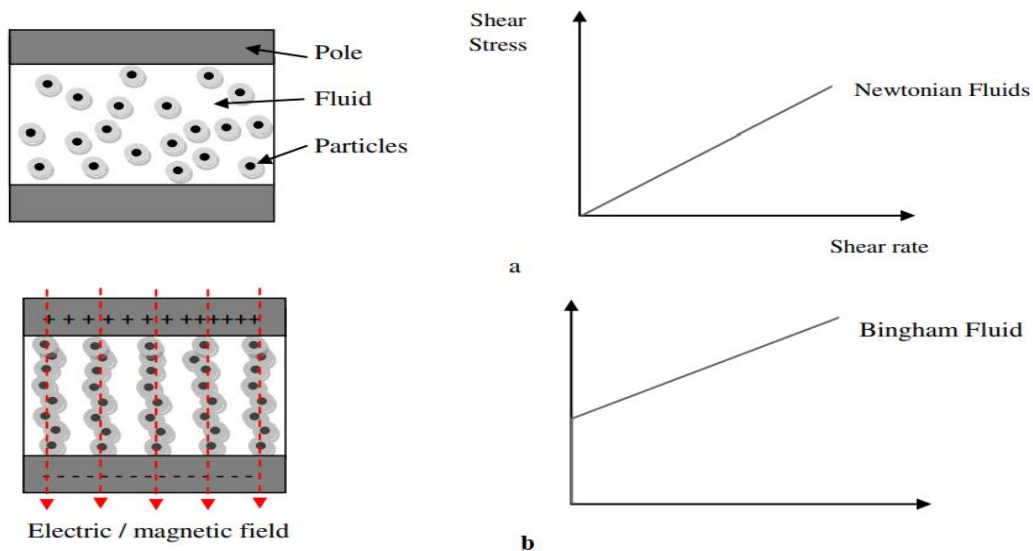 Pole
Fluid
Particles
Shear
Stress
Newtonian Fluids
Shear rate
a
+ + + + + + + + + + + + +
- - - - - - - - - - - - - - - - - -
Electric / magnetic field
Bingham Fluid
b